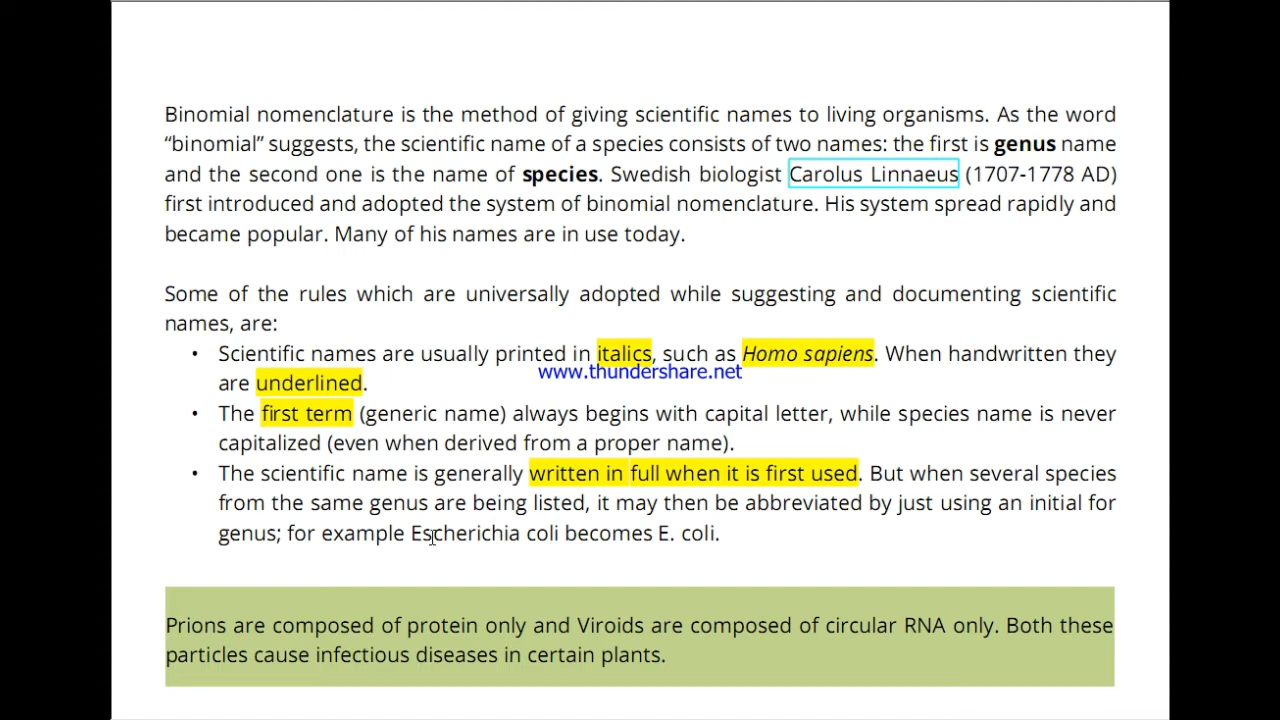 Binomial nomenclature is the method of giving scientific names to living organisms. As the word
“binomial” suggests, the scientific name of a species consists of two names: the first is genus name
and the second one is the name of species. Swedish biologist Carolus Linnaeus (1707-1778 AD)
first introduced and adopted the system of binomial nomenclature. His system spread rapidly and
became popular. Many of his names are in use today.
Some of the rules which are universally adopted while suggesting and documenting scientific
names, are:
• Scientific names are usually printed in italics, such as Homo sapiens. When handwritten they
www.thundershare.net
are underlined.
• The first term (generic name) always begins with capital letter, while species name is never
capitalized (even when derived from a proper name).
• The scientific name is generally written in full when it is first used. But when several species
from the same genus are being listed, it may then be abbreviated by just using an initial for
genus; for example Escherichia coli becomes E. coli.
Prions are composed of protein only and Viroids are composed of circular RNA only. Both these
particles cause infectious diseases in certain plants.